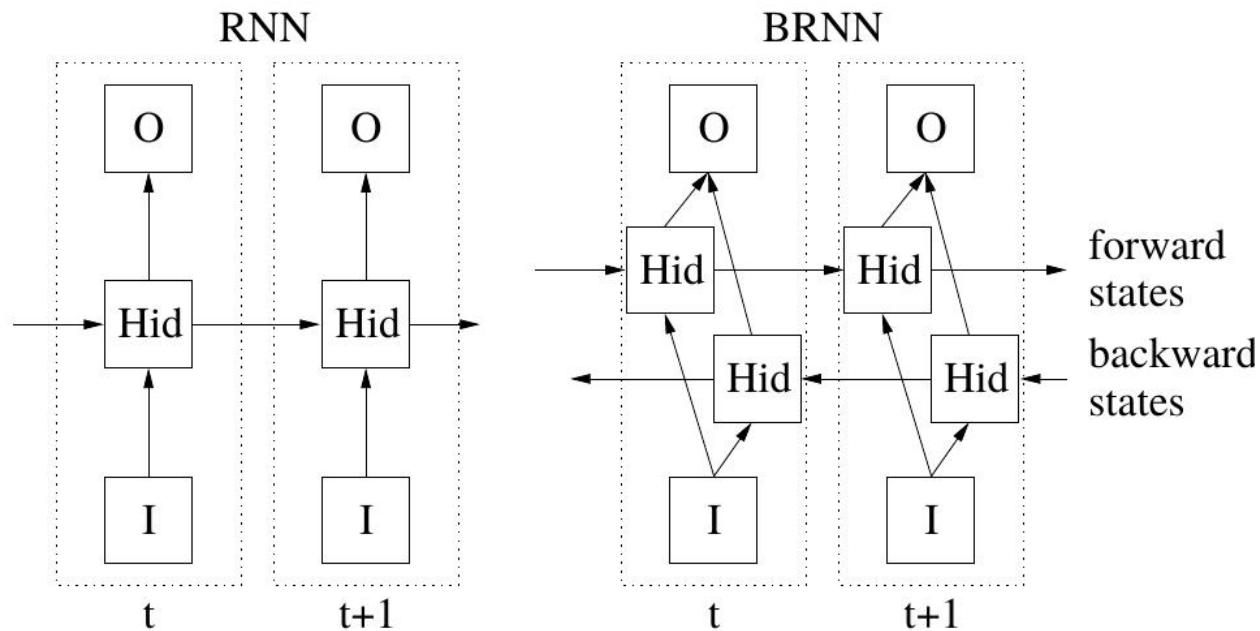 RNN
BRNN
O
O
O
O
Hid
Hid
forward
states
Hid
Hid
backward
states
Hid
Hid
I
I
I
I
t
t+1
t
t+1